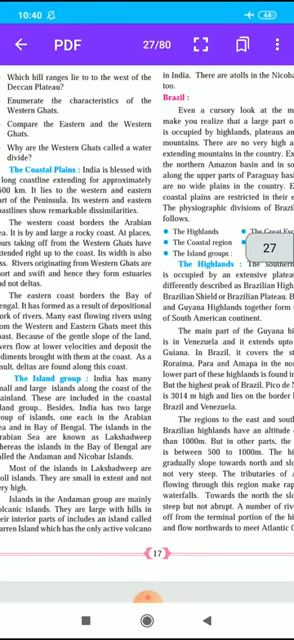 10:40
44
PDF
27/80
Which hill ranges lie to to the west of the
Deccan Plateau?
Enumerate the characteristics of the
Western Ghats.
Compare the Eastern and the Western
Ghats.
Why are the Western Ghats called a water
divide?
The Coastal Plains : India is blessed with
long coastline extending for approximately
500 km. It lies to the western and eastern
art of the Peninsula. Its western and eastern
oastlines show remarkable dissimilarities.
The western coast borders the Arabian
ea. It is by and large a rocky coast. At places,
urs taking off from the Western Ghats have
tended right up to the coast. Its width is also
ss. Rivers originating from Western Ghats are
ort and swift and hence they form estuaries
d not deltas.
The eastern coast borders the Bay of
engal. It is formed as a result of depositional
ork of rivers. Many east flowing rivers using
om the Western and Eastern Ghats meet this
oast. Because of the gentle slope of the land,
vers flow at lower velocities and deposit the
diments brought with them at the coast. As a
sult, deltas are found along this coast.
The Island group : India has many
mall and large islands along the coast of the
ainland. These are included in the coastal
land group.. Besides, India has two large
oup of islands, one each in the Arabian
a and in Bay of Bengal. The islands in the
rabian Sea are known as Lakshadweep
hereas the islands in the Bay of Bengal are
lled the Andaman and Nicobar Islands.
Most of the islands in Lakshadweep are
oll islands. They are small in extent and not
ery high.
Islands in the Andaman group are mainly
olcanic islands. They are large with hills in
eir interior parts of includes an island called
arren Island which has the only active volcano
in India. There are atolls in the Nicoba
too.
Brazil :
Even a cursory look at the m
make you realize that a large part o
is occupied by highlands, plateaus an
mountains. There are no very high a
extending mountains in the country. Ex
the northern Amazon basin and in so
along the upper parts of Paraguay basi
are no wide plains in the country. E
coastal plains are restricted in their e
The physiographic divisions of Brazil
follows.
The Highlands
The Great Esc
The Coastal region
The Island groups :
27
The Highlands : The southern
is occupied by an extensive platea
differently described as Brazilian High
Brazilian Shield or Brazilian Plateau. B
and Guyana Highlands together form
of South American continent.
The main part of the Guyana hi
in Venezuela and it extends upto
Guiana. In Brazil, it covers the st
Roraima, Para and Amapa in the nor
lower part of these highlands is found in
But the highest peak of Brazil, Pico de N
is 3014 m high and lies on the border
Brazil and Venezuela.
The regions to the east and south
Brazilian highlands have an altitude
than 1000m. But in other parts, the
is between 500 to 1000m. The hi
gradually slope towards north and slo
not very steep. The tributaries of
flowing through this region make rap
waterfalls. Towards the north the slo
steep but not abrupt. A number of riv
off from the terminal portion of the hi
and flow northwards to meet Atlantic O
17